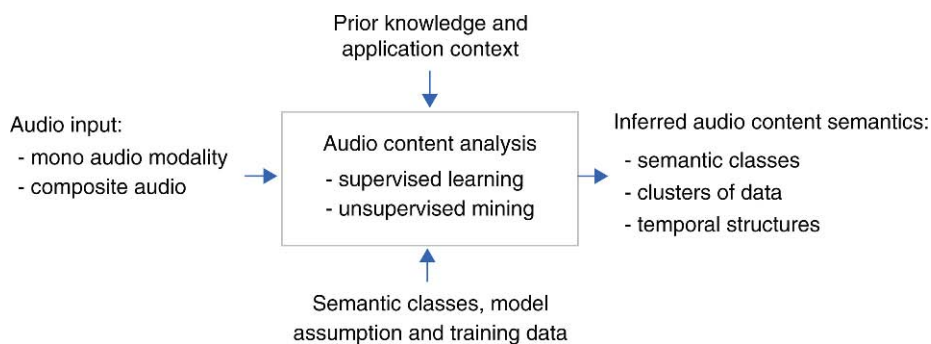 Prior knowledge and
application context
Audio input:
- mono audio modality
- composite audio
Audio content analysis
- supervised learning
- unsupervised mining
Inferred audio content semantics:
- semantic classes
- clusters of data
- temporal structures
Semantic classes, model
assumption and training data